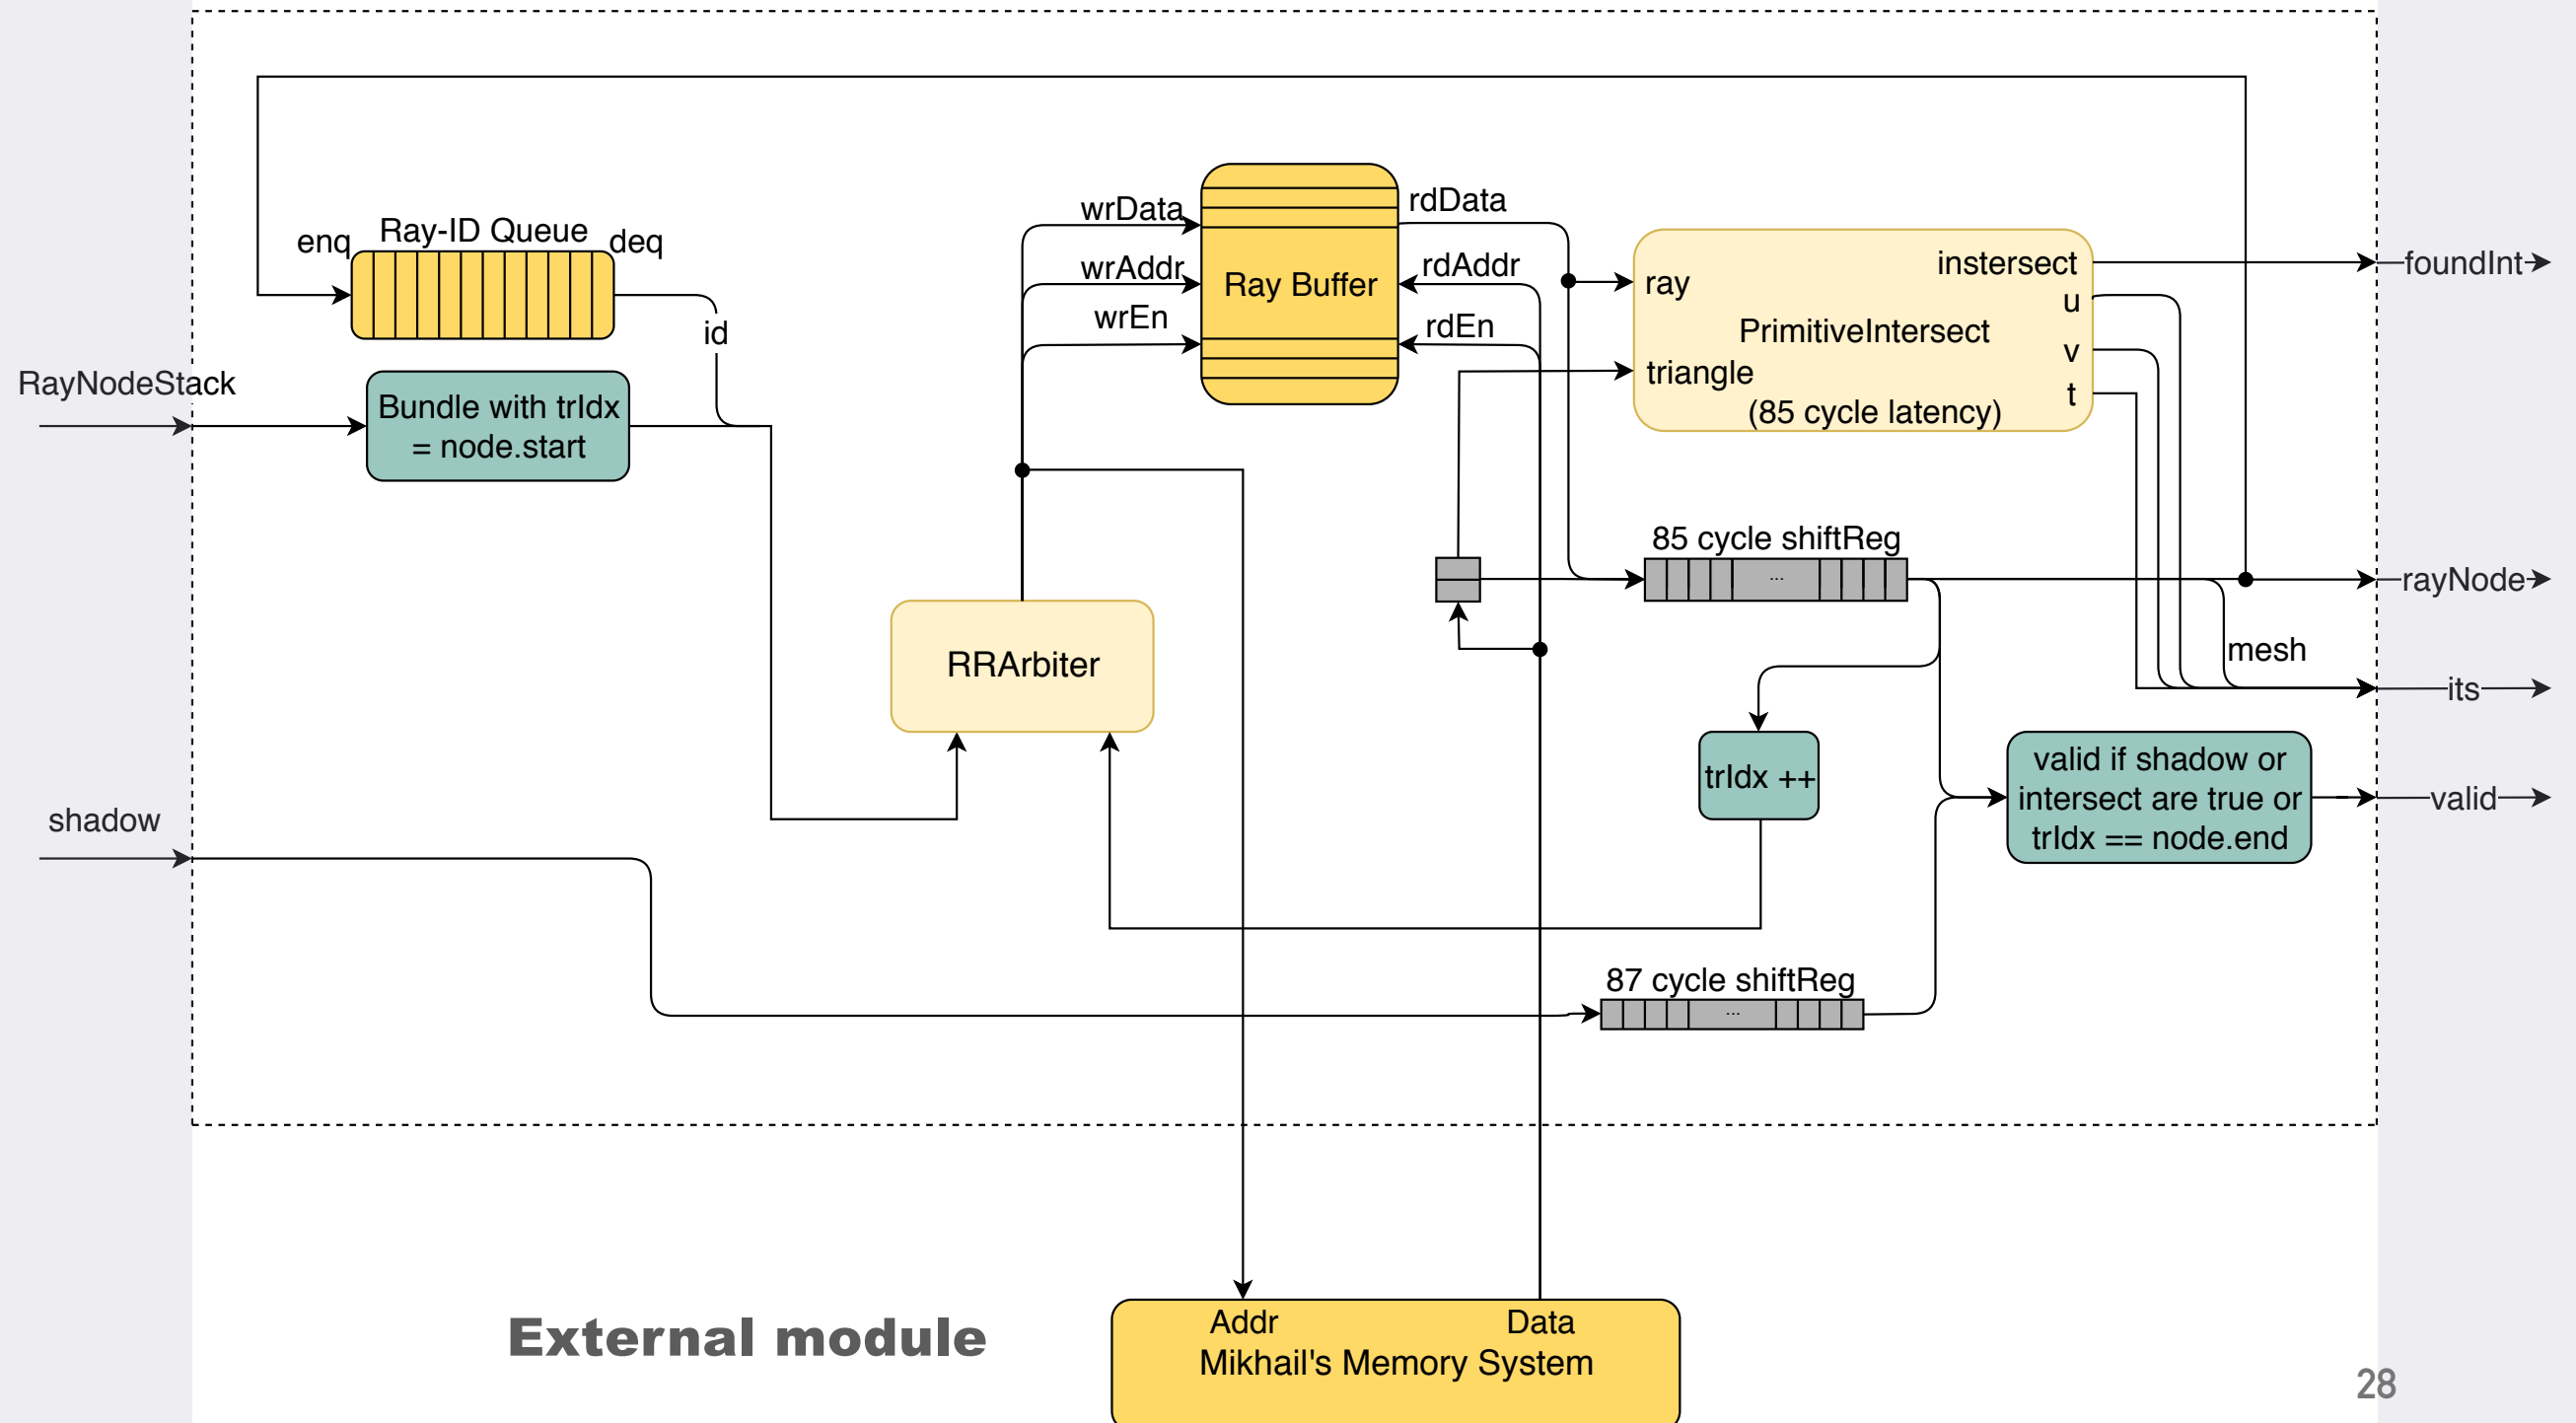 enq
Ray-ID Queue
deq
id
RayNodeStack
Bundle with trIdx
= node.start
shadow
wrData
wrAddr
wrEn
Ray Buffer
rdData
rdAddr
rdEn
ray
triangle
PrimitiveIntersect
(85 cycle latency)
instersect
u
v
t
foundInt
85 cycle shiftReg
...
rayNode
mesh
its
RRArbiter
trIdx ++
valid if shadow or
intersect are true or
trIdx == node.end
valid
87 cycle shiftReg
...
External module
Addr
Data
Mikhail's Memory System
28